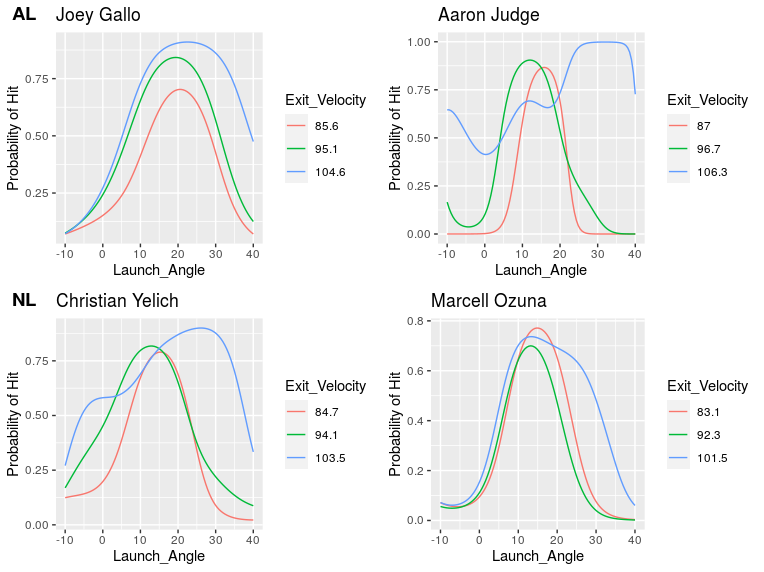 AL
Joey Gallo
Probability of Hit
0.75
0.50
0.25
-10 0 10 20 30 40
Launch_Angle
Exit_Velocity
85.6
95.1
104.6
Aaron Judge
Probability of Hit
1.00
0.75
0.50
0.25
0.00
-10 0 10 20 30 40
Launch_Angle
Exit_Velocity
87
96.7
106.3
NL
Christian Yelich
Probability of Hit
0.75
0.50
0.25
0.00
-10 0 10 20 30 40
Launch_Angle
Exit_Velocity
84.7
94.1
103.5
Marcell Ozuna
Probability of Hit
0.8
0.6
0.4
0.2
0.0
-10 0 10 20 30 40
Launch_Angle
Exit_Velocity
83.1
92.3
101.5